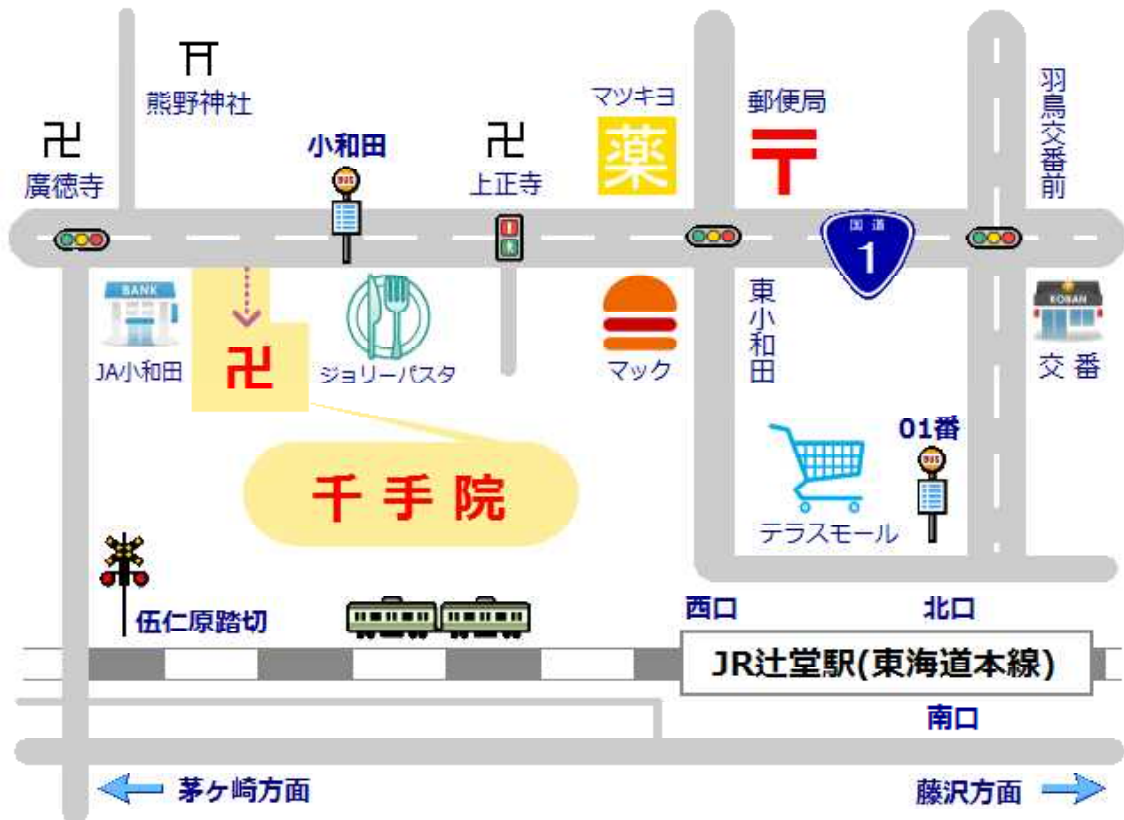 熊野神社
卍
廣徳寺
小和田
BUS
卍
上正寺
マツキヨ
薬
郵便局
羽鳥交番前
国道
1
BANK
JA小和田
卍
ジョリーパスタ
マック
東小和田
KOBAN
交番
千手院
01番
BUS
テラスモール
伍仁原踏切
西口
北口
JR辻堂駅(東海道本線)
南口
茅ヶ崎方面
藤沢方面